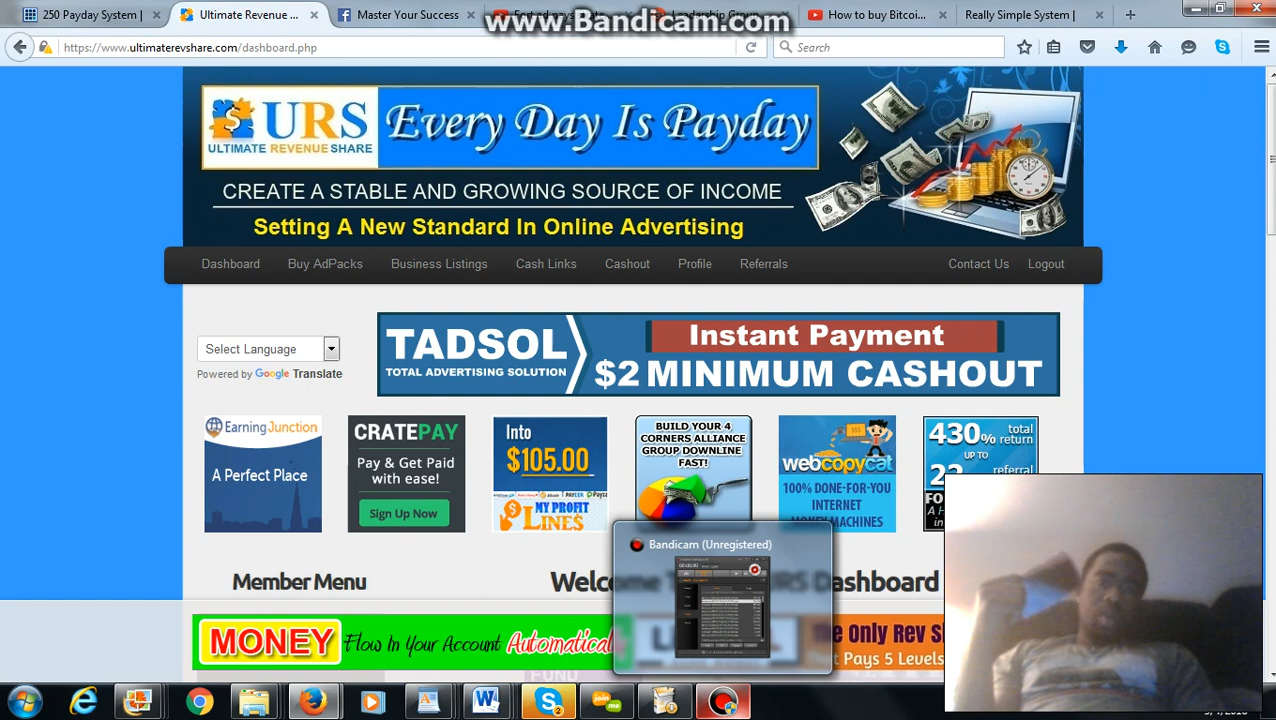 www.Bandicam.com
250 Payday System |
Ultimate Revenue ...
Master Your Success
How to buy Bitcoi...
Really Simple System |
https://www.ultimaterevshare.com/dashboard.php
Search
URS
ULTIMATE REVENUE SHARE
Every Day Is Payday
CREATE A STABLE AND GROWING SOURCE OF INCOME
Setting A New Standard In Online Advertising
Dashboard
Buy AdPacks
Business Listings
Cash Links
Cashout
Profile
Referrals
Contact Us
Logout
Select Language
Powered by Google Translate
TADSOL
TOTAL ADVERTISING SOLUTION
Instant Payment
$2 MINIMUM CASHOUT
Earning Junction
A Perfect Place
CRATEPAY
Pay & Get Paid
with ease!
Sign Up Now
Into
$105.00
MY PROFIT
LINES
BUILD YOUR 4
CORNERS ALLIANCE
GROUP DOWNLINE
FAST!
webcopycat
100% DONE-FOR-YOU
INTERNET
MONEY MACHINES
430% total
return
UP TO
referral
Bandicam (Unregistered)
Member Menu
Dashboard
MONEY Flow In Your Account
Pays 5 Levels
FUND